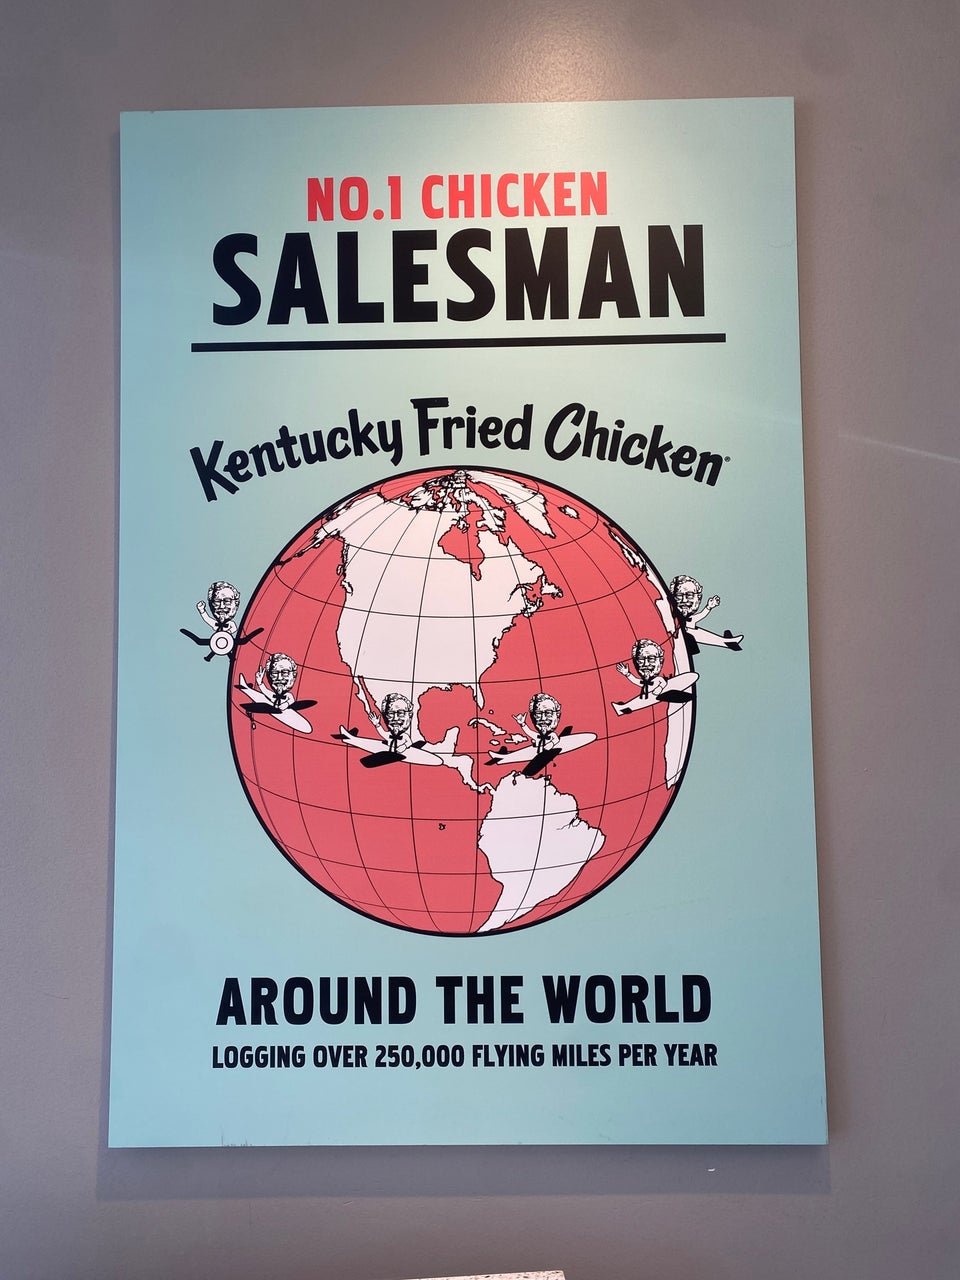 NO.1 CHICKEN
SALESMAN
Kentucky Fried Chicken®
AROUND THE WORLD
LOGGING OVER 250,000 FLYING MILES PER YEAR